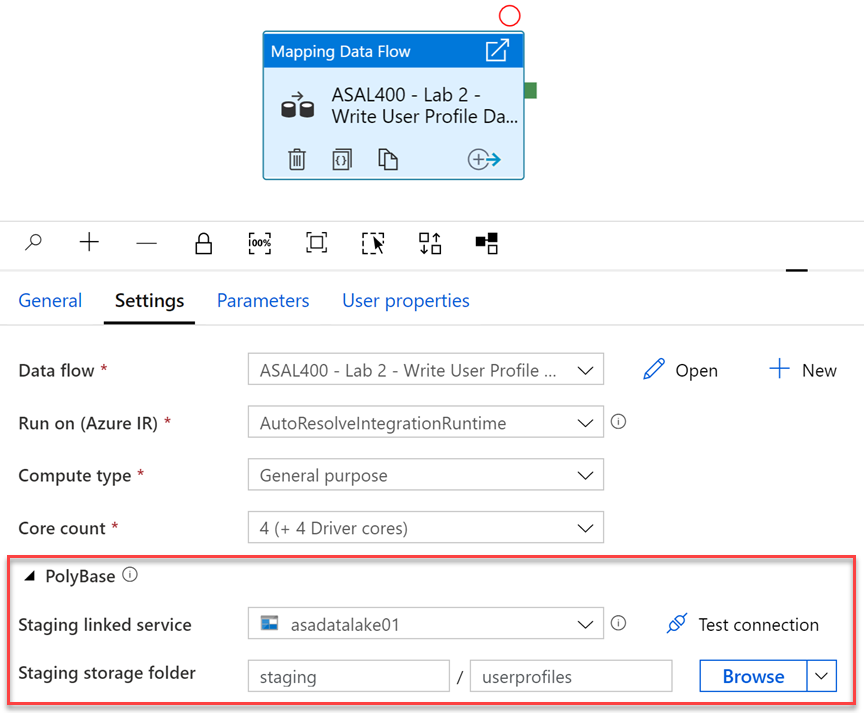 Mapping Data Flow
ASAL400 - Lab 2 -
Write User Profile Da...
{}
100%
General Settings Parameters User properties
Data flow * ASAL400 - Lab 2 - Write User Profile ... Open New
Run on (Azure IR) * AutoResolveIntegrationRuntime
Compute type * General purpose
Core count * 4 (+ 4 Driver cores)
PolyBase
Staging linked service asadatalake01 Test connection
Staging storage folder staging / userprofiles Browse